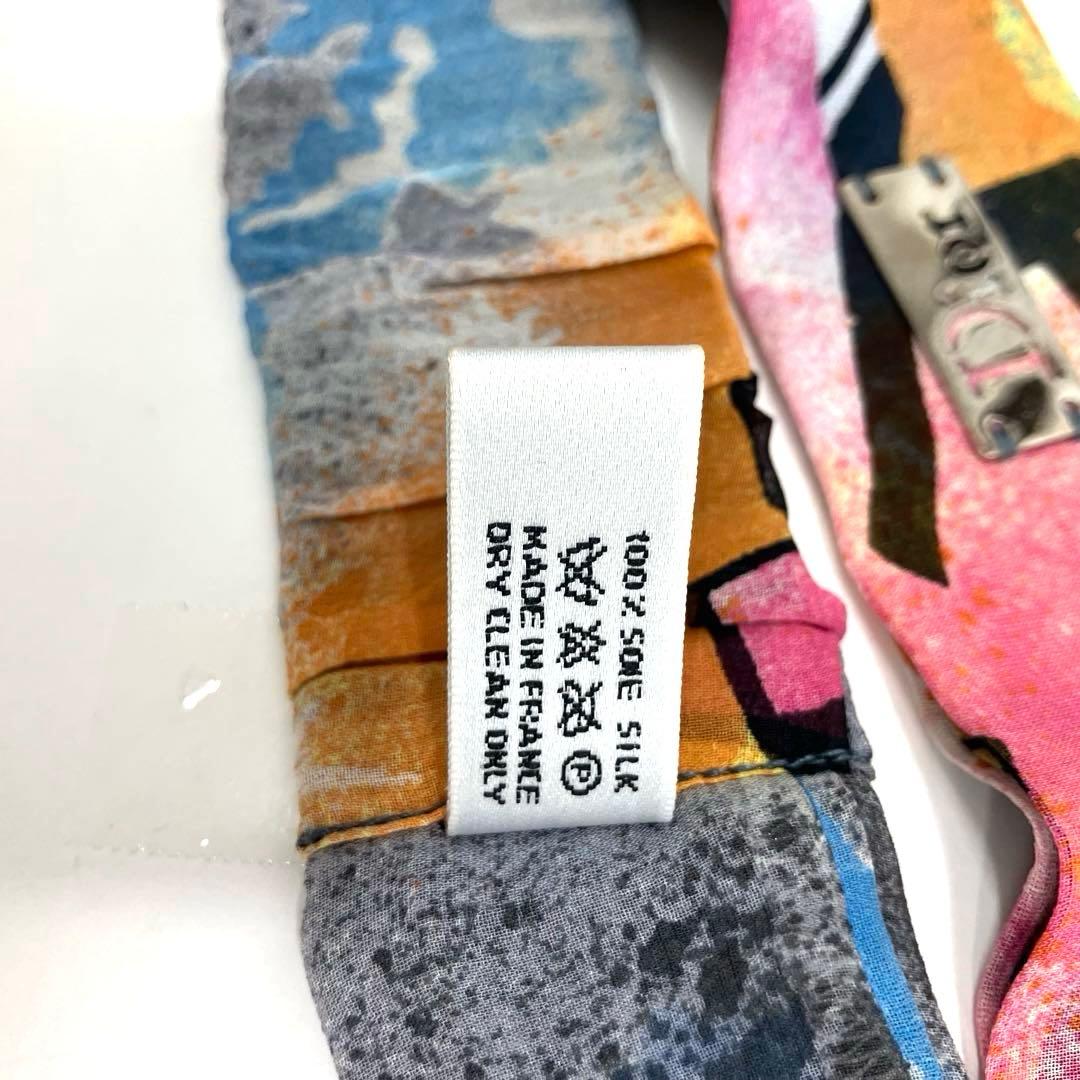 100% SOIE SILK
Ⓟ
MADE IN FRANCE
DRY CLEAN ONLY